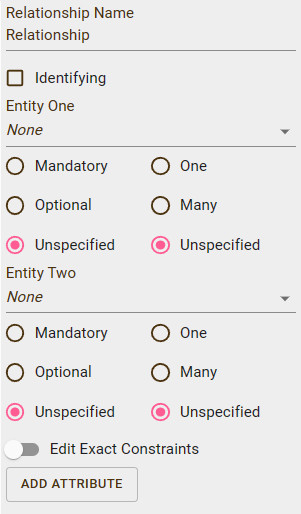 Relationship Name
Relationship
Identifying
Entity One
None
Mandatory One
Optional Many
Unspecified Unspecified
Entity Two
None
Mandatory One
Optional Many
Unspecified Unspecified
Edit Exact Constraints
ADD ATTRIBUTE